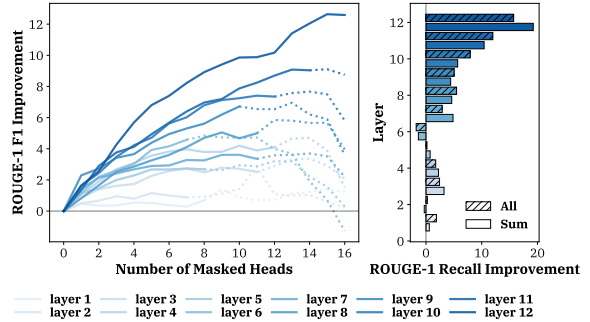 ROUGE-1 F1 Improvement
12
10
8
6
4
2
0
0 2 4 6 8 10 12 14 16
Number of Masked Heads
Layer
12
10
8
6
4
2
0
All
Sum
0 10 20
ROUGE-1 Recall Improvement
layer 1 layer 3 layer 5 layer 7 layer 9 layer 11
layer 2 layer 4 layer 6 layer 8 layer 10 layer 12